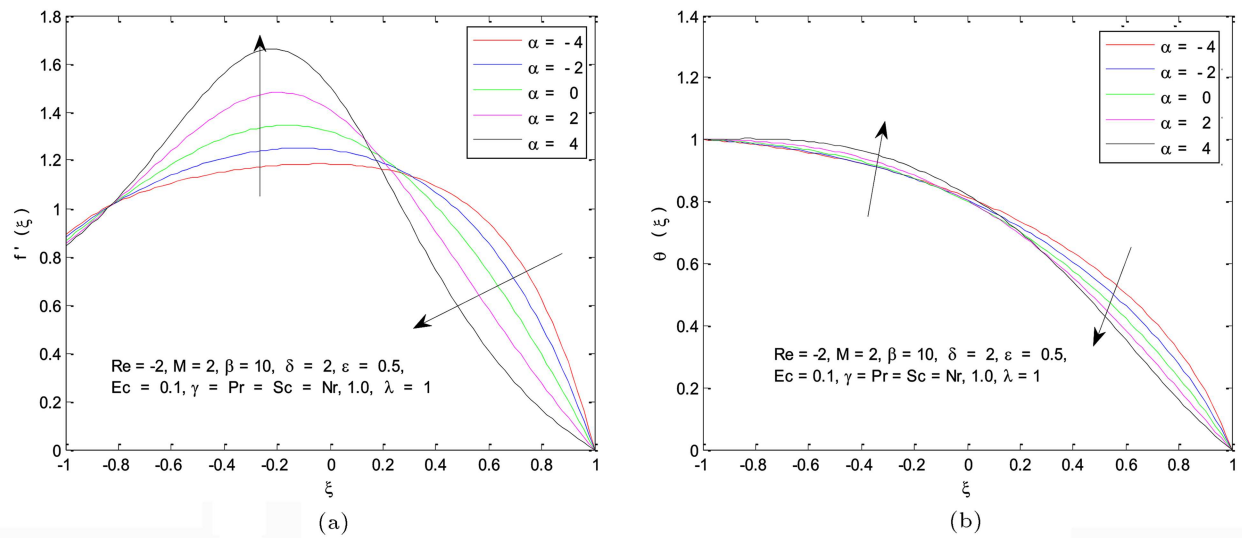 1.8
1.6
1.4
1.2
1
0.8
0.6
0.4
0.2
0
-1 -0.8 -0.6 -0.4 -0.2 0 0.2 0.4 0.6 0.8 1
ξ
f' (ξ)
α = -4
α = -2
α = 0
α = 2
α = 4
Re = -2, M = 2, β = 10, δ = 2, ε = 0.5,
Ec = 0.1, γ = Pr = Sc = Nr, 1.0, λ = 1
(a)
1.4
1.2
1
0.8
0.6
0.4
0.2
0
-1 -0.8 -0.6 -0.4 -0.2 0 0.2 0.4 0.6 0.8 1
ξ
θ (ξ)
α = -4
α = -2
α = 0
α = 2
α = 4
Re = -2, M = 2, β = 10, δ = 2, ε = 0.5,
Ec = 0.1, γ = Pr = Sc = Nr, 1.0, λ = 1
(b)